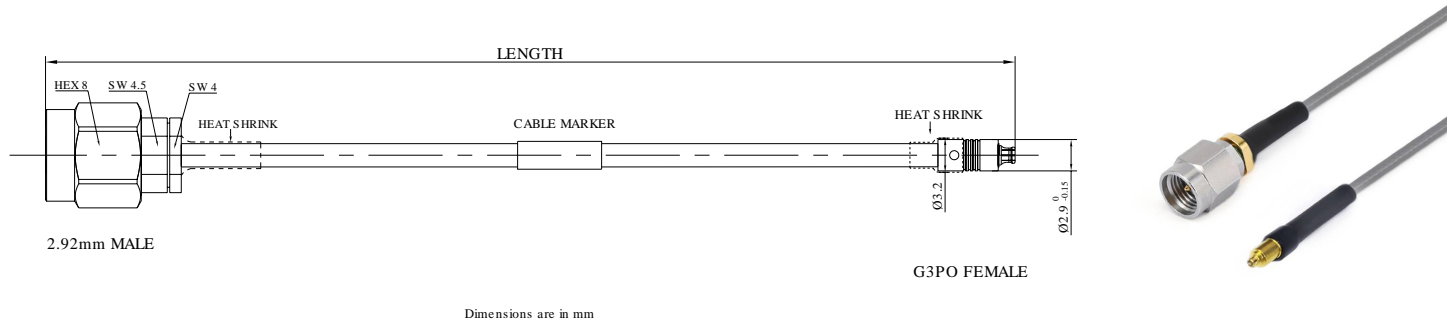 LENGTH
HEX 8
SW 4.5
SW 4
HEAT SHRINK
CABLE MARKER
HEAT SHRINK
Ø3.2
Ø2.9 0 -0.15
2.92mm MALE
G3PO FEMALE
Dimensions are in mm